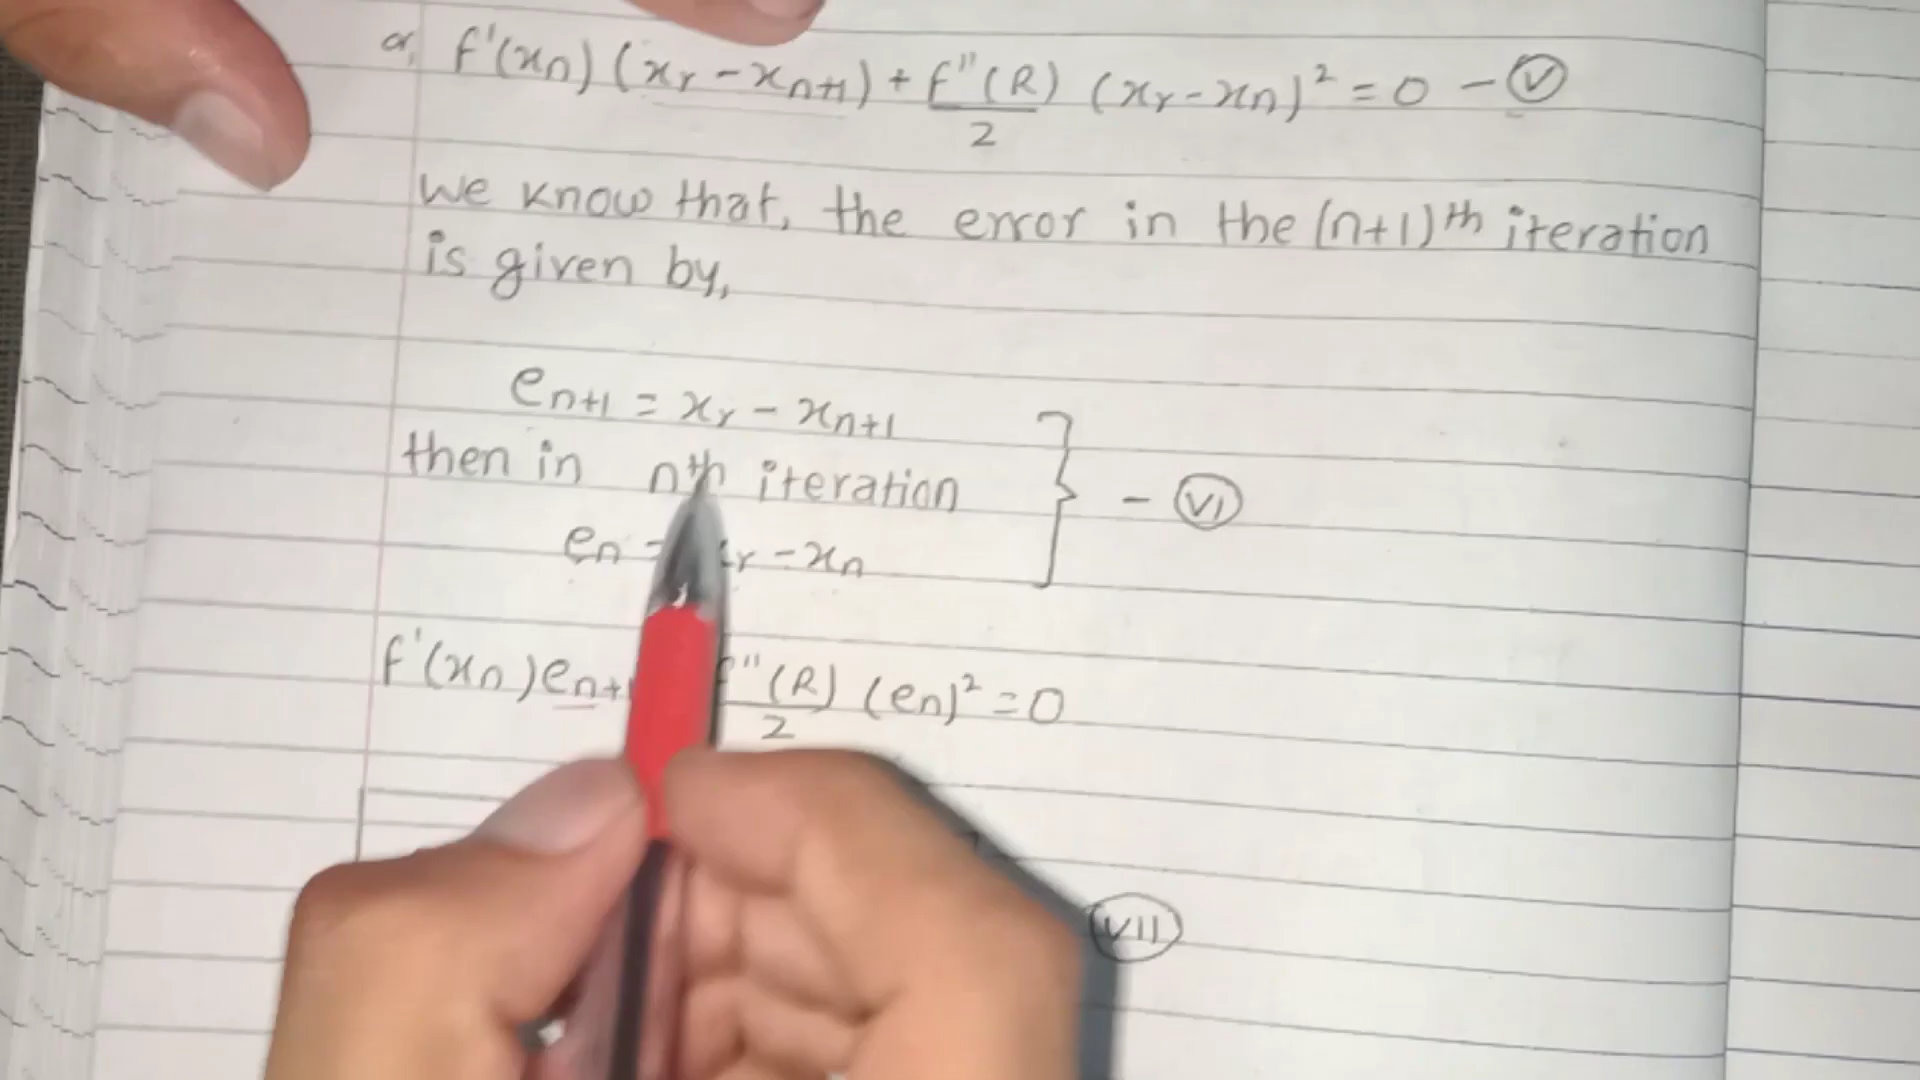 or, f'(xn) (xr - xn+1) + f''(R)/2 (xr - xn)² = 0 - (V)
we know that, the error in the (n+1)th iteration
is given by,
en+1 = xr - xn+1
then in nth iteration
- (VI)
en = xr - xn
f'(xn)en+ f''(R)/2 (en)² = 0
(VII)